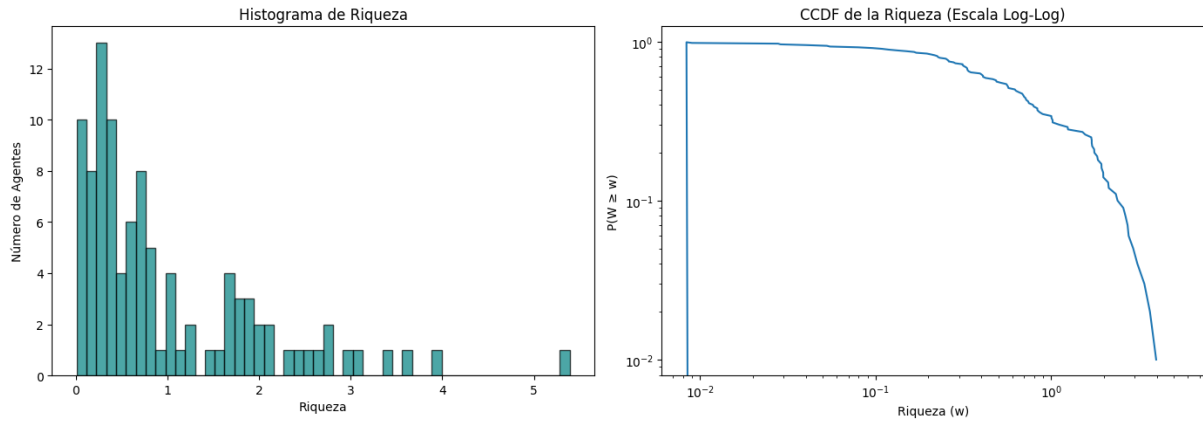 Histograma de Riqueza
Número de Agentes
12
10
8
6
4
2
0
0 1 2 3 4 5
Riqueza
CCDF de la Riqueza (Escala Log-Log)
P(W ≥ w)
10⁰
10⁻¹
10⁻²
10⁻² 10⁻¹ 10⁰
Riqueza (w)